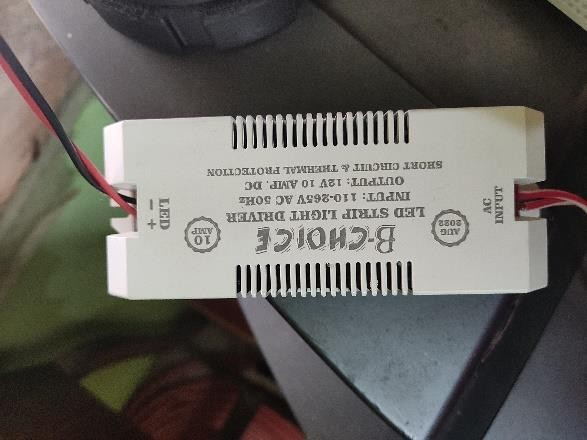 B-CHOICE
LED STRIP LIGHT DRIVER
INPUT: 110-265V AC 50Hz
OUTPUT: 12V 10 AMP. DC
SHORT CIRCUIT & THERMAL PROTECTION
AUG
2022
10
AMP
AC
INPUT
LED
- +